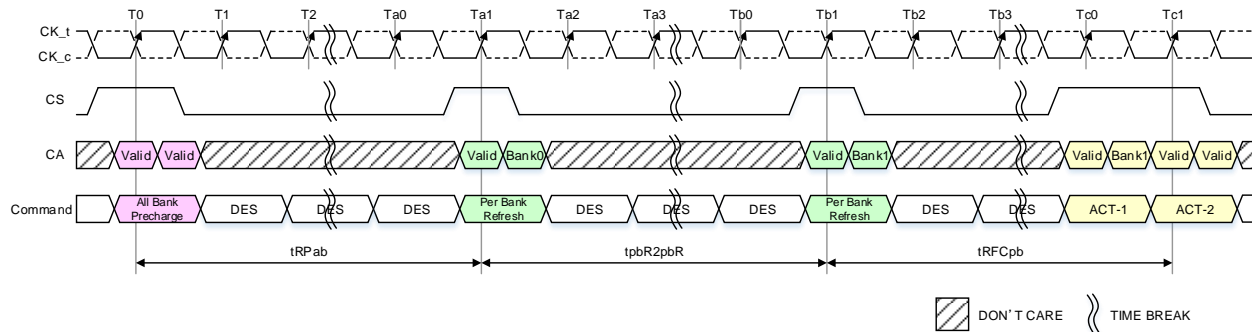 T0 T1 T2 Ta0 Ta1 Ta2 Ta3 Tb0 Tb1 Tb2 Tb3 Tc0 Tc1
CK_t
CK_c
CS
CA Valid Valid Valid Bank0 Valid Bank1 Valid Bank1 Valid Valid
Command All Bank Precharge DES DES DES Per Bank Refresh DES DES DES Per Bank Refresh DES DES ACT-1 ACT-2
tRPab tpbR2pbR tRFCpb
DON'T CARE TIME BREAK